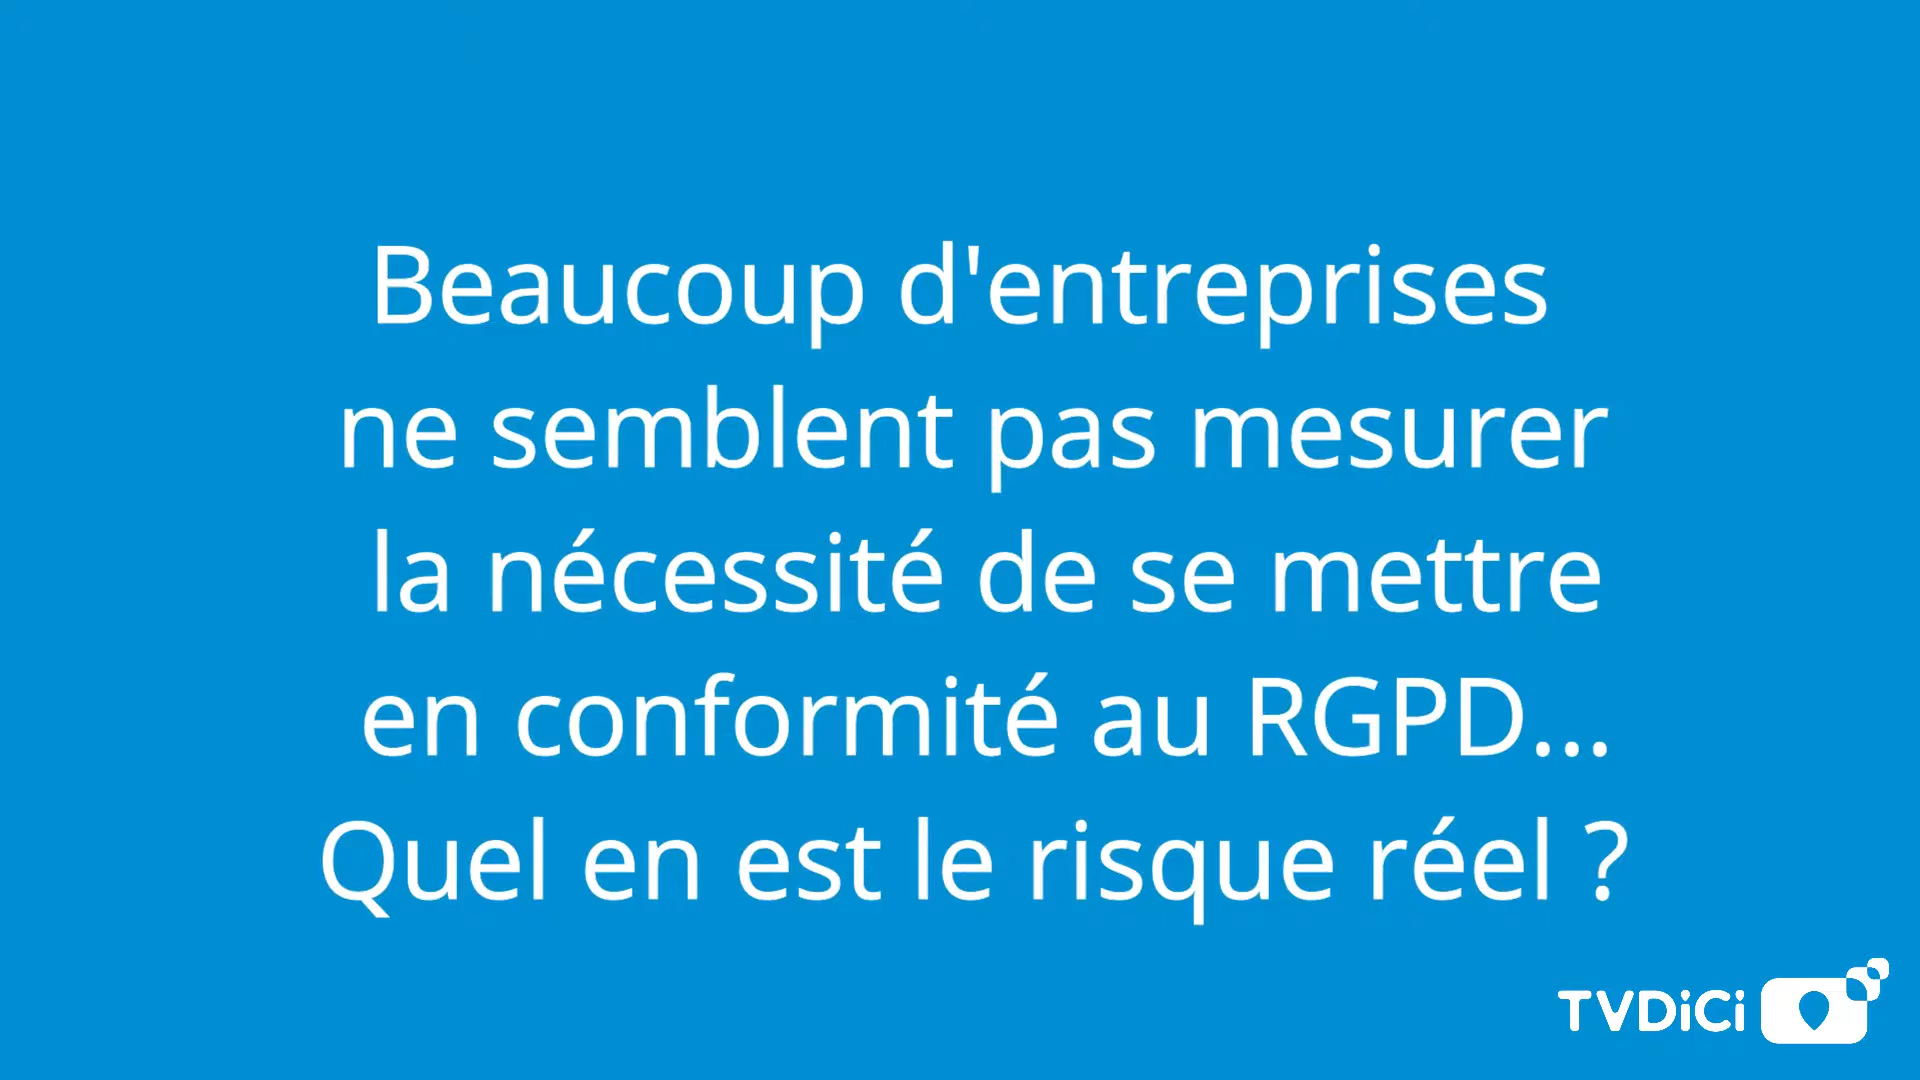 Beaucoup d'entreprises
ne semblent pas mesurer
la nécessité de se mettre
en conformité au RGPD...
Quel en est le risque réel ?
TVDiCi